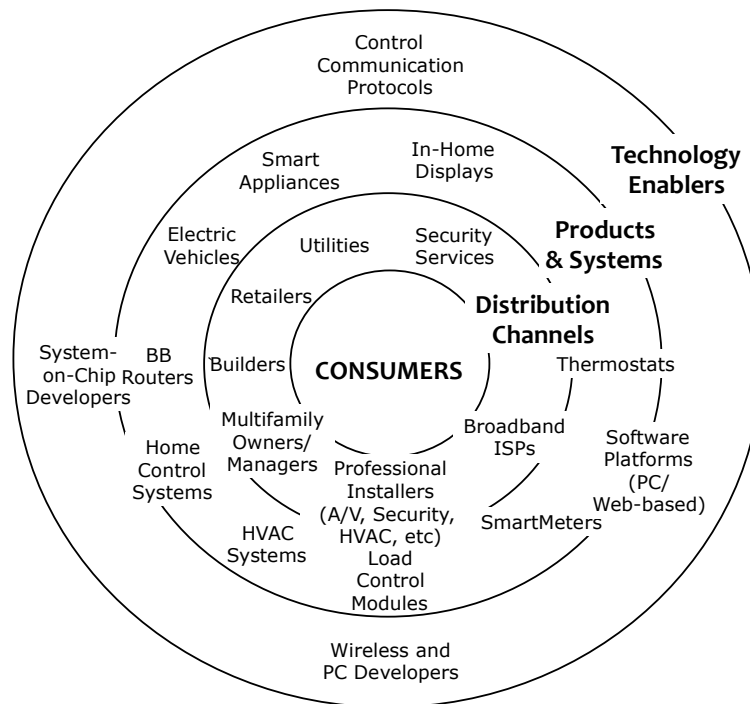 Control
Communication
Protocols
Technology
Enablers
Smart
Appliances
In-Home
Displays
Products
& Systems
Electric
Vehicles
Utilities
Security
Services
Retailers
Distribution
Channels
System-
on-Chip
Developers
BB
Routers
Builders
CONSUMERS
Thermostats
Multifamily
Owners/
Managers
Broadband
ISPs
Software
Platforms
(PC/
Web-based)
Home
Control
Systems
Professional
Installers
(A/V, Security,
HVAC, etc)
Load
Control
Modules
SmartMeters
HVAC
Systems
Wireless and
PC Developers